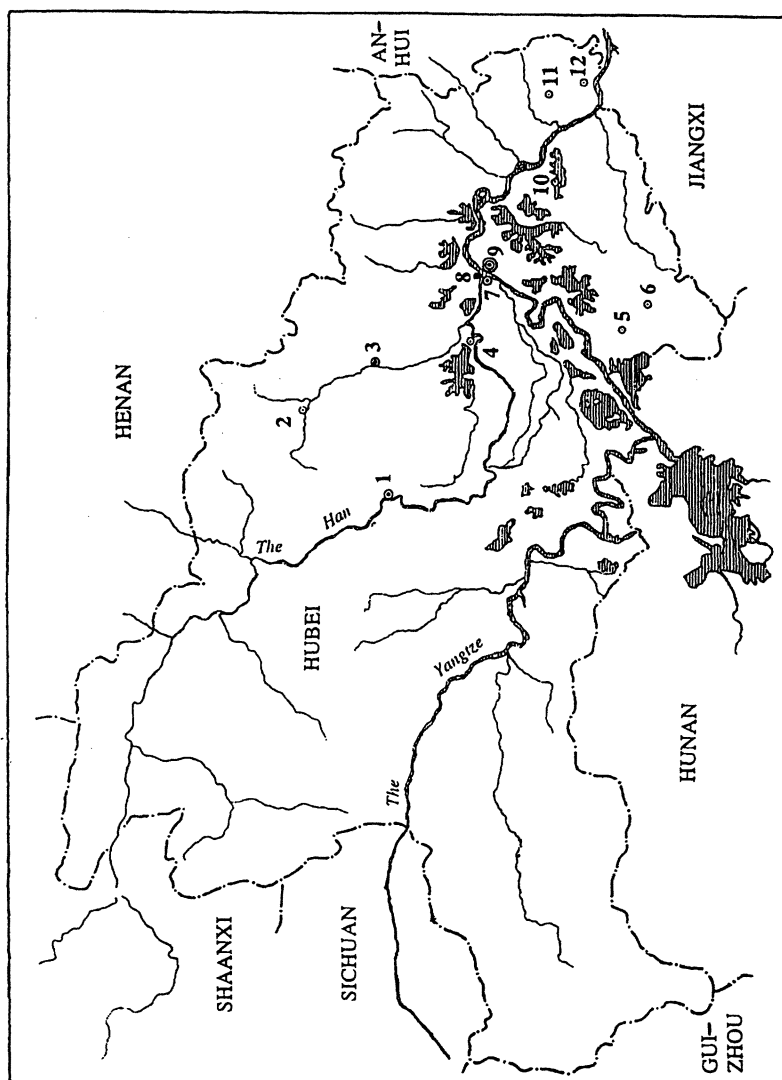 HENAN
AN-
HUI
SHAANXI
HUBEI
SICHUAN
The
Han
The
Yangtze
HUNAN
JIANGXI
GUI-
ZHOU
1
2
3
4
5
6
7
8
9
10
11
12